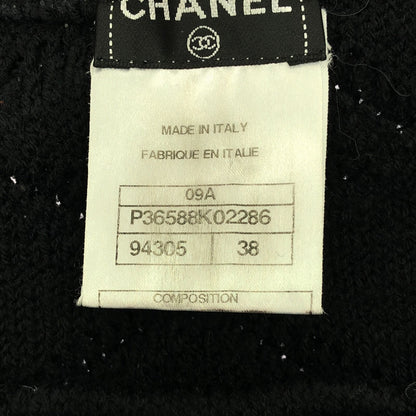 CHANEL
MADE IN ITALY
FABRIQUE EN ITALIE
09A
P36588K02286
94305 38
COMPOSITION